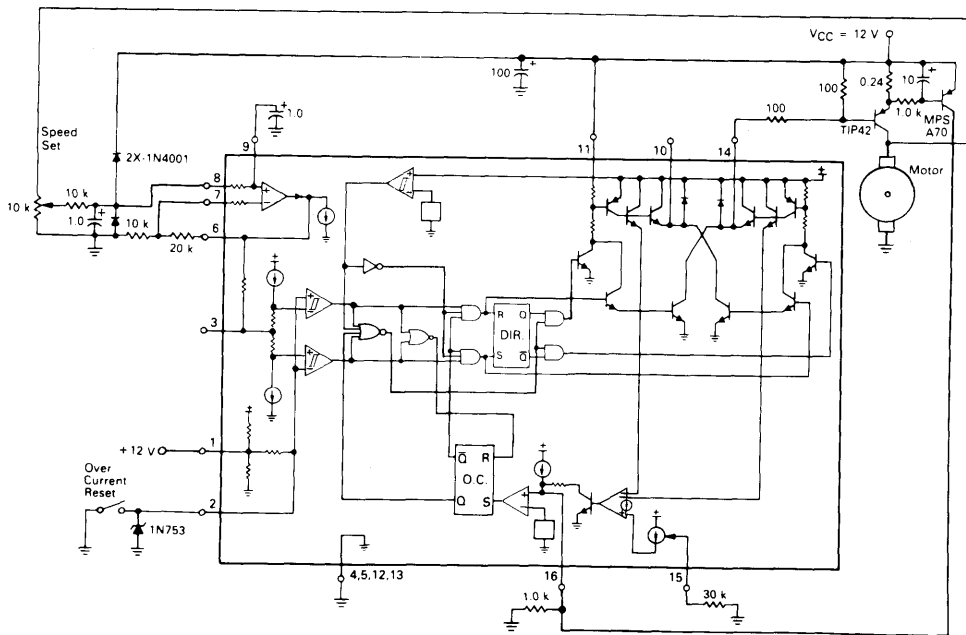 VCC = 12 V
100
+
0.24
10
+
100
1.0 k
MPS
A70
TIP42
100
+
1.0
Speed
Set
2X-1N4001
9
11
10
14
Motor
8
7
6
10 k
10 k
1.0
+
10 k
20 k
R
Q
DIR.
S
Q̅
3
+12 V
1
Over
Current
Reset
2
1N753
Q̅
R
O.C.
Q
S
4,5,12,13
16
15
1.0 k
30 k